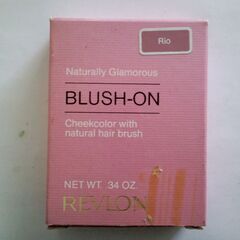 Rio
Naturally Glamorous
BLUSH-ON
Cheekcolor with
natural hair brush
NET WT. .34 OZ.
REVLON